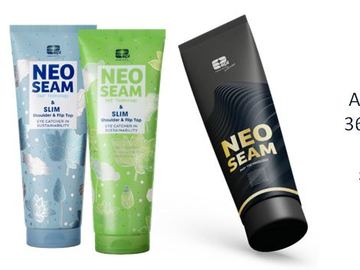 NEO
SEAM
&
SLIM
Shoulder & Flip Top
EYE CATCHER IN
SUSTAINABILITY
NEO
SEAM
&
SLIM
Shoulder & Flip Top
EYE CATCHER IN
SUSTAINABILITY
NEO
SEAM
A
36